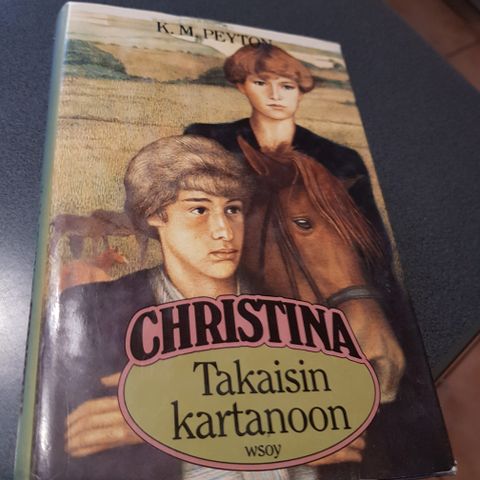 K. M. PEYTON
CHRISTINA
Takaisin
kartanoon
wsoy